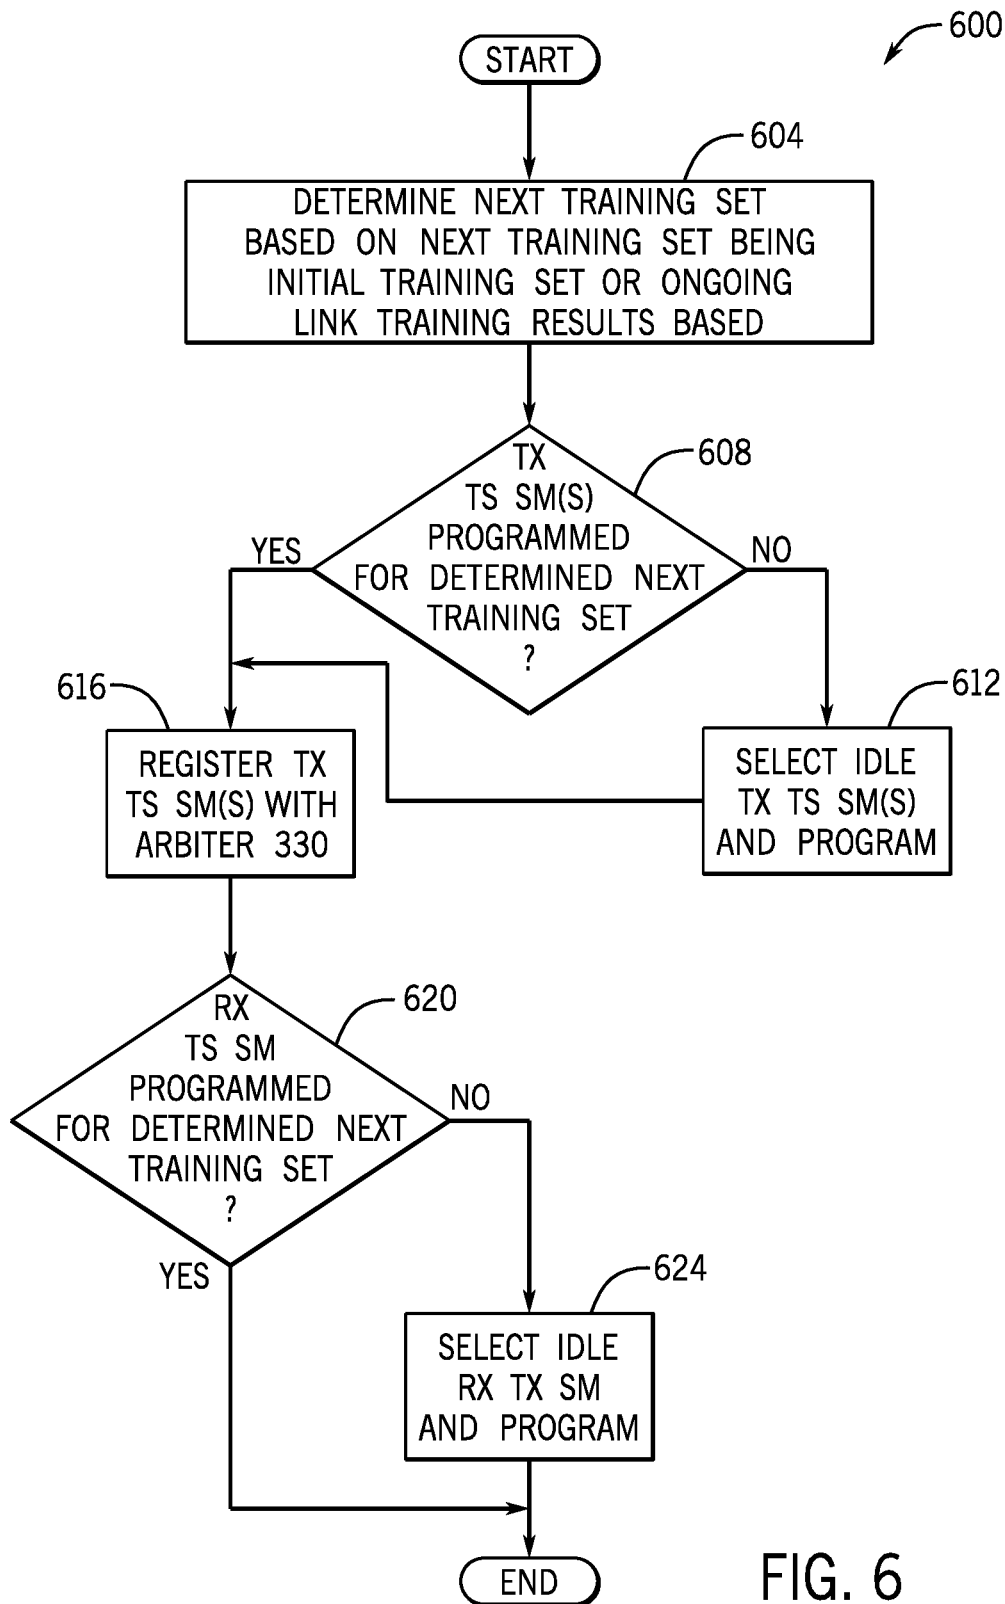 600
START
604
DETERMINE NEXT TRAINING SET
BASED ON NEXT TRAINING SET BEING
INITIAL TRAINING SET OR ONGOING
LINK TRAINING RESULTS BASED
608
TX
TS SM(S)
PROGRAMMED
FOR DETERMINED NEXT
TRAINING SET
?
YES
NO
616
REGISTER TX
TS SM(S) WITH
ARBITER 330
612
SELECT IDLE
TX TS SM(S)
AND PROGRAM
620
RX
TS SM
PROGRAMMED
FOR DETERMINED NEXT
TRAINING SET
?
NO
YES
624
SELECT IDLE
RX TX SM
AND PROGRAM
END
FIG. 6